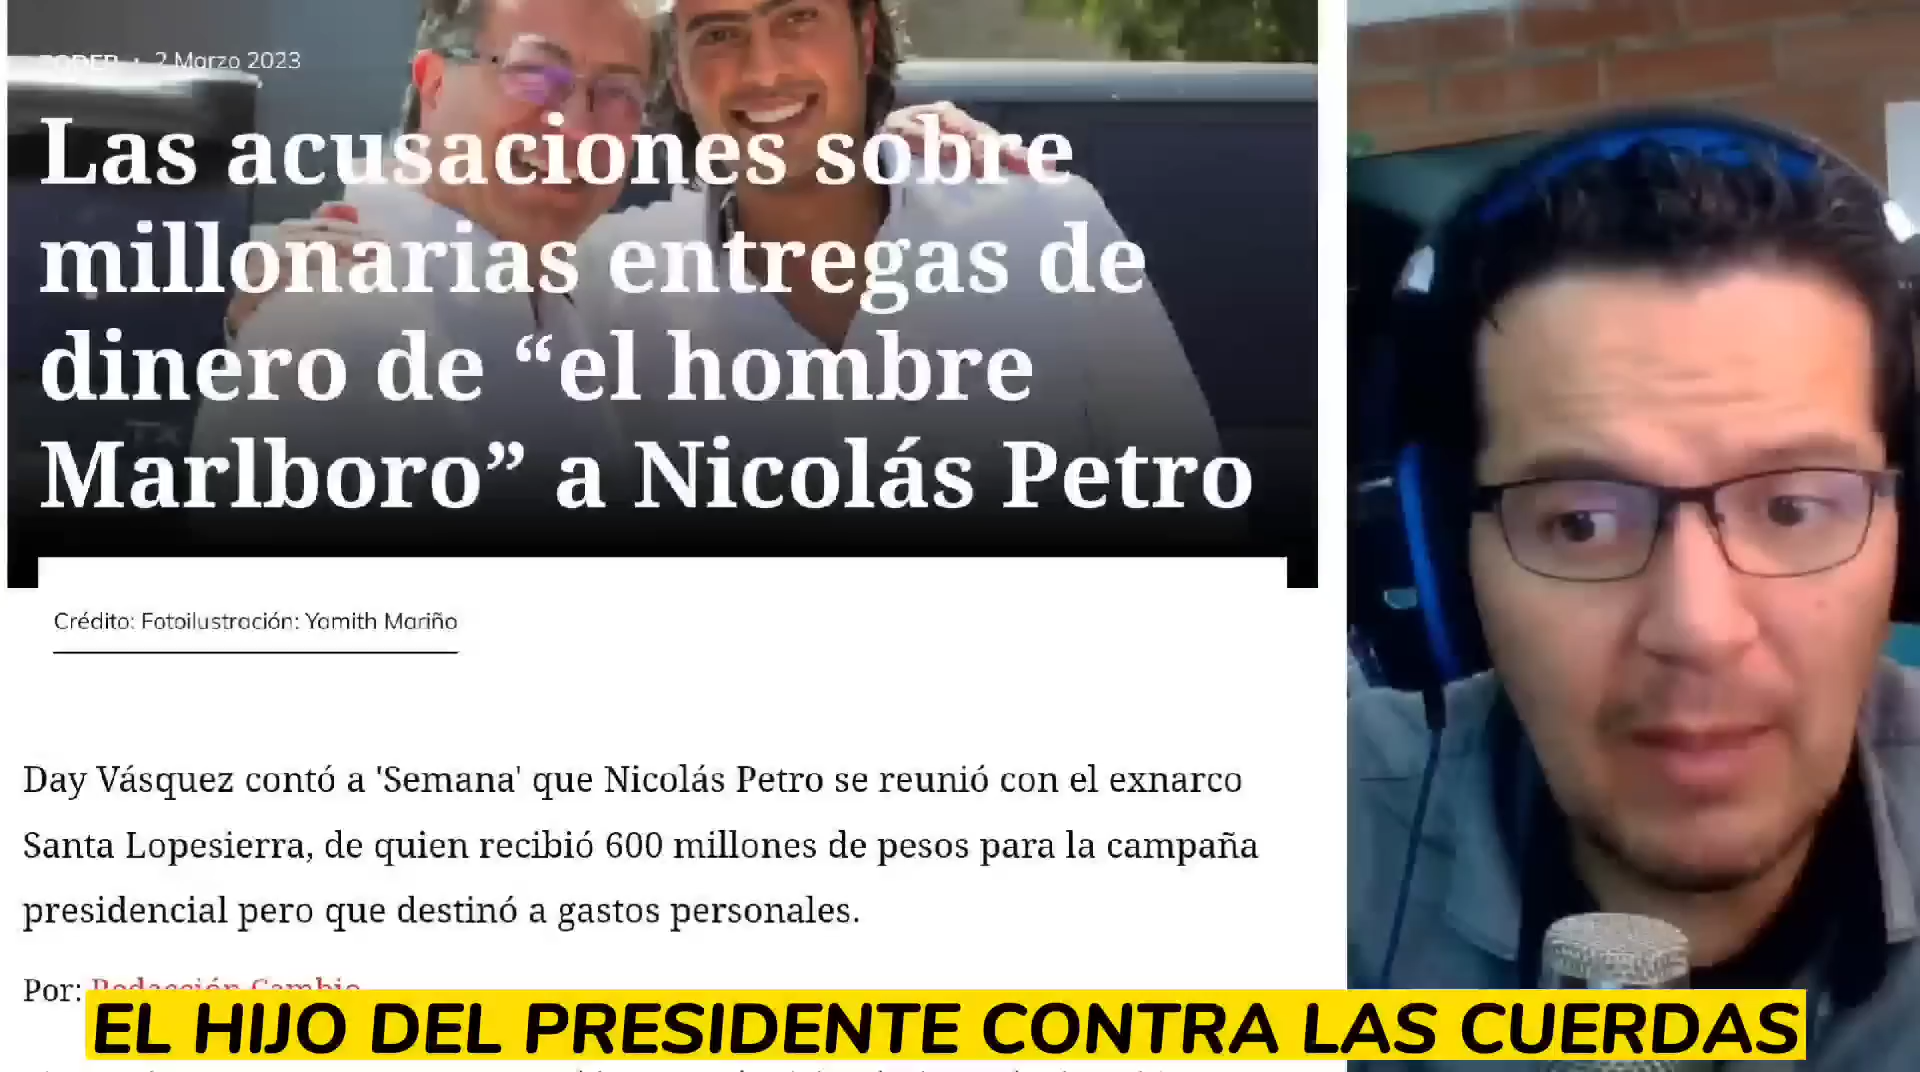 PODER • 2 Marzo 2023
Las acusaciones sobre
millonarias entregas de
dinero de “el hombre
Marlboro” a Nicolás Petro
Crédito: Fotoilustración: Yamith Mariño
Day Vásquez contó a 'Semana' que Nicolás Petro se reunió con el exnarco
Santa Lopesierra, de quien recibió 600 millones de pesos para la campaña
presidencial pero que destinó a gastos personales.
Por: Redacción Cambio
EL HIJO DEL PRESIDENTE CONTRA LAS CUERDAS